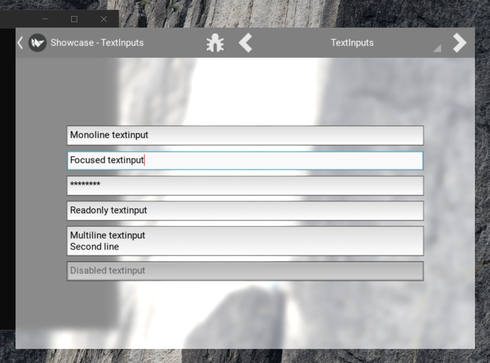 Showcase - TextInputs
TextInputs
Monoline textinput
Focused textinput
********
Readonly textinput
Multiline textinput
Second line
Disabled textinput